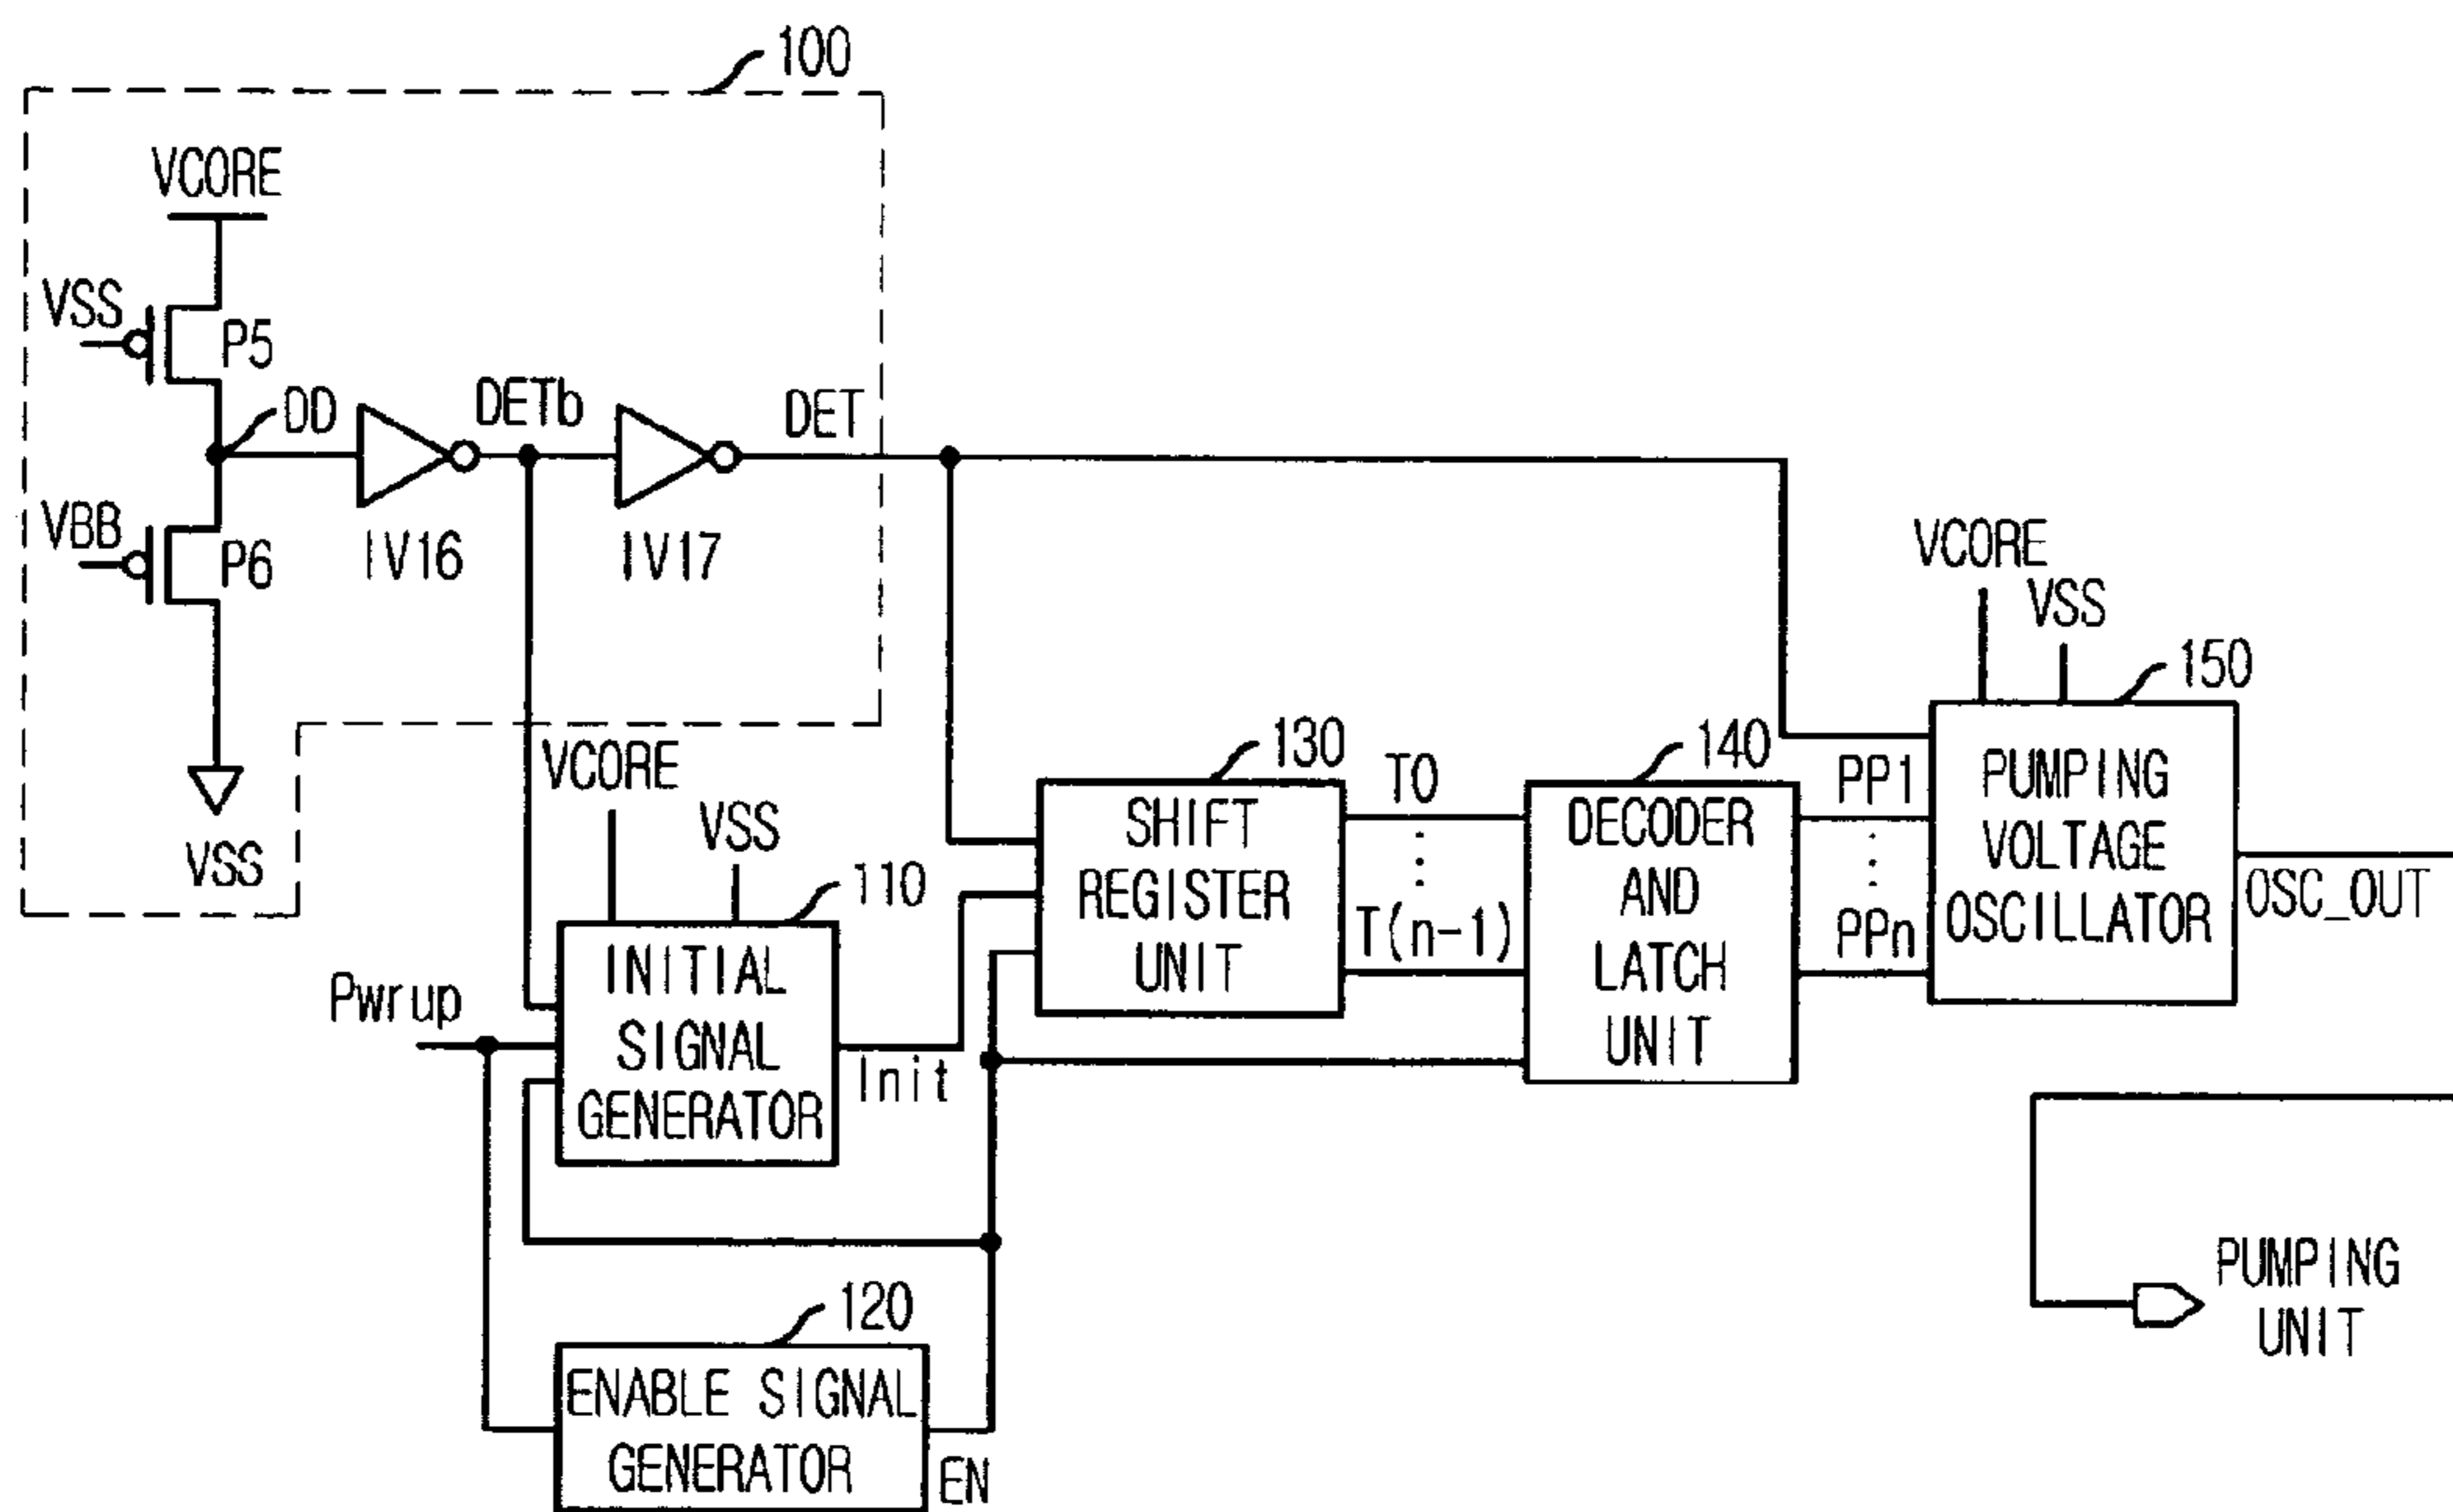 100
VCORE
VSS
P5
DD
DETb
DET
VBB
P6
IV16
IV17
VSS
VCORE
VSS
110
INITIAL
SIGNAL
GENERATOR
Pwrup
Init
120
ENABLE SIGNAL
GENERATOR
EN
130
SHIFT
REGISTER
UNIT
T0
T(n-1)
140
DECODER
AND
LATCH
UNIT
PP1
PPn
VCORE
VSS
150
PUMPING
VOLTAGE
OSCILLATOR
OSC_OUT
PUMPING
UNIT